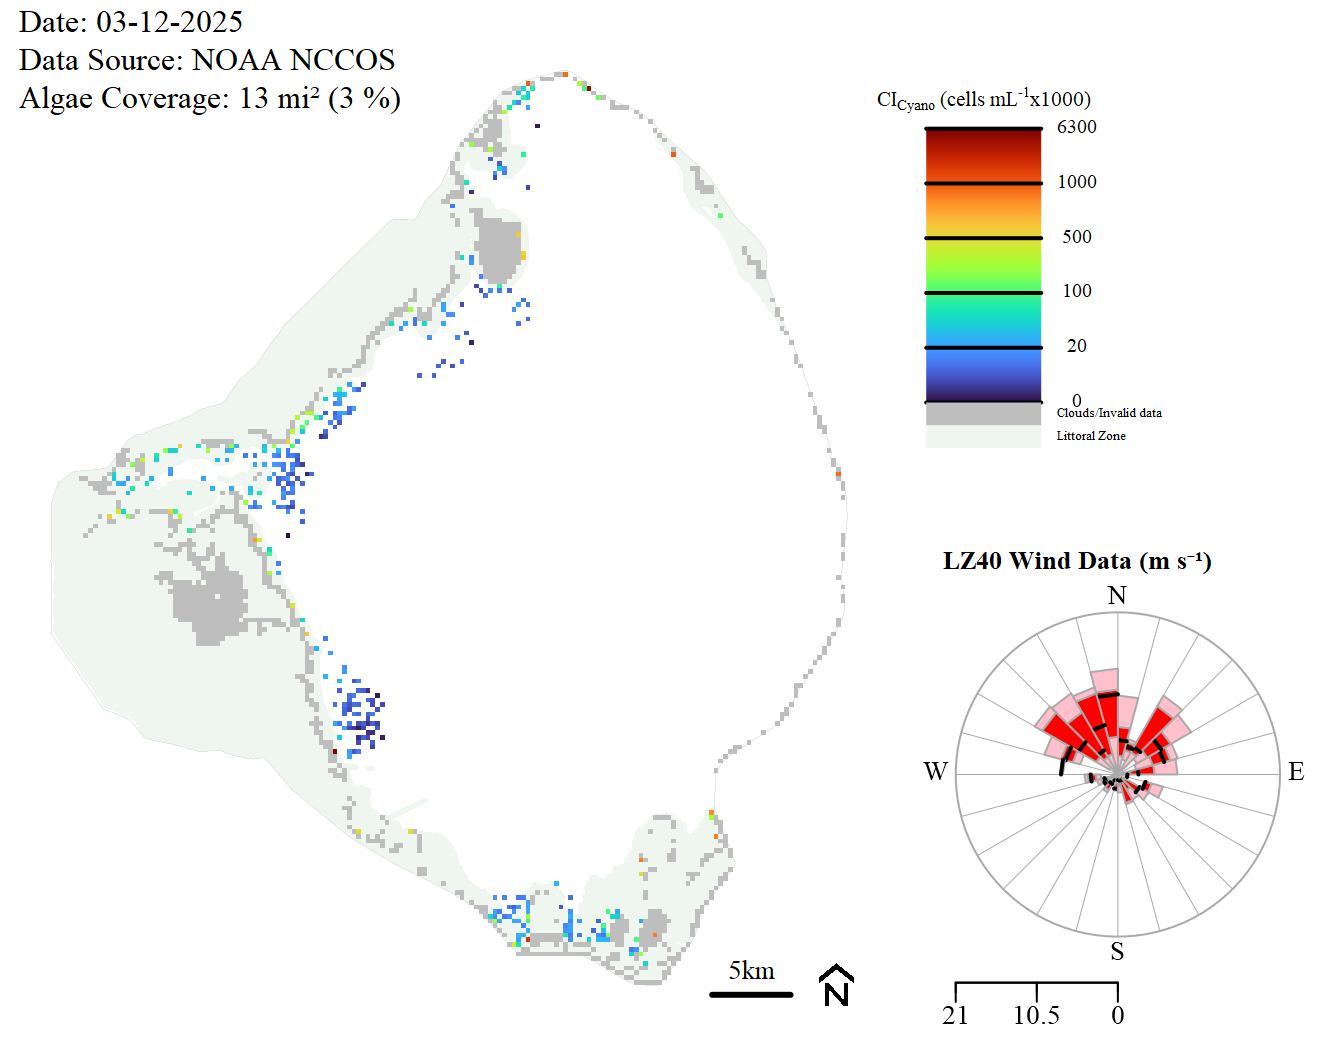 Date: 03-12-2025
Data Source: NOAA NCCOS
Algae Coverage: 13 mi² (3 %)
CICyano (cells mL-1x1000)
6300
1000
500
100
20
0
Clouds/Invalid data
Littoral Zone
LZ40 Wind Data (m s⁻¹)
N
W
E
S
5km
N
21 10.5 0